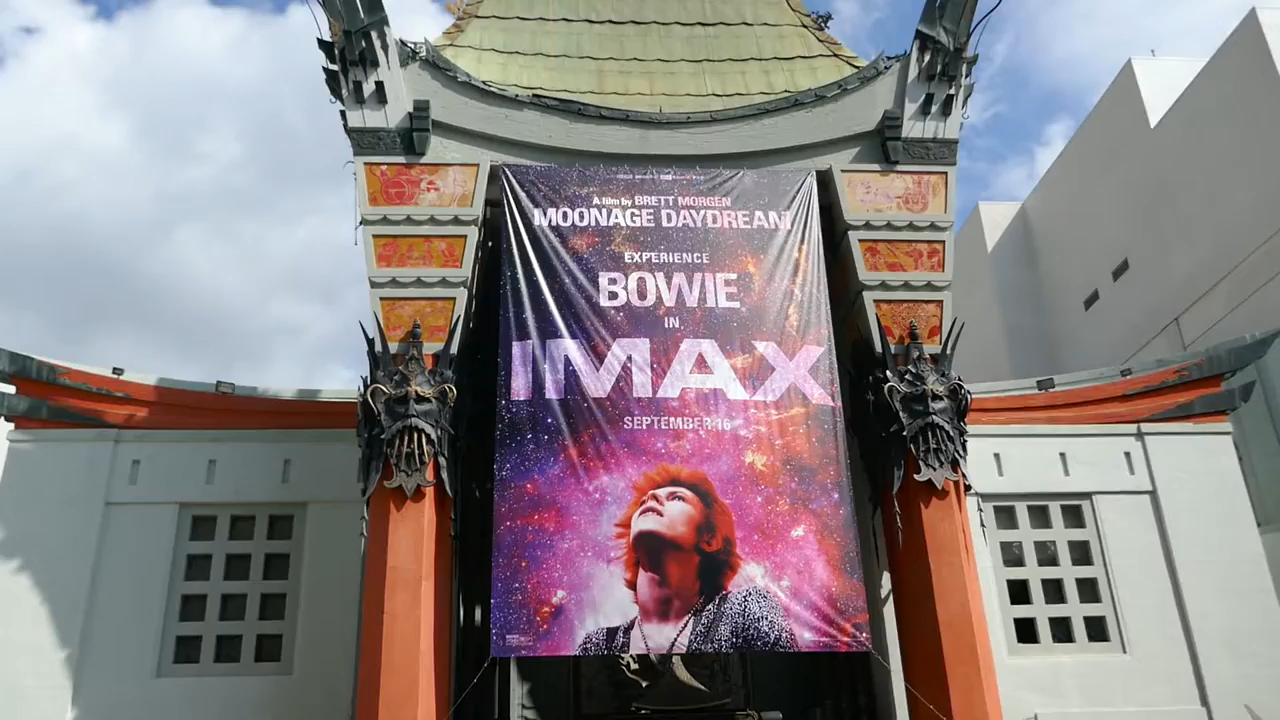 A film by BRETT MORGEN
MOONAGE DAYDREAM
EXPERIENCE
BOWIE
IN
IMAX
SEPTEMBER 16